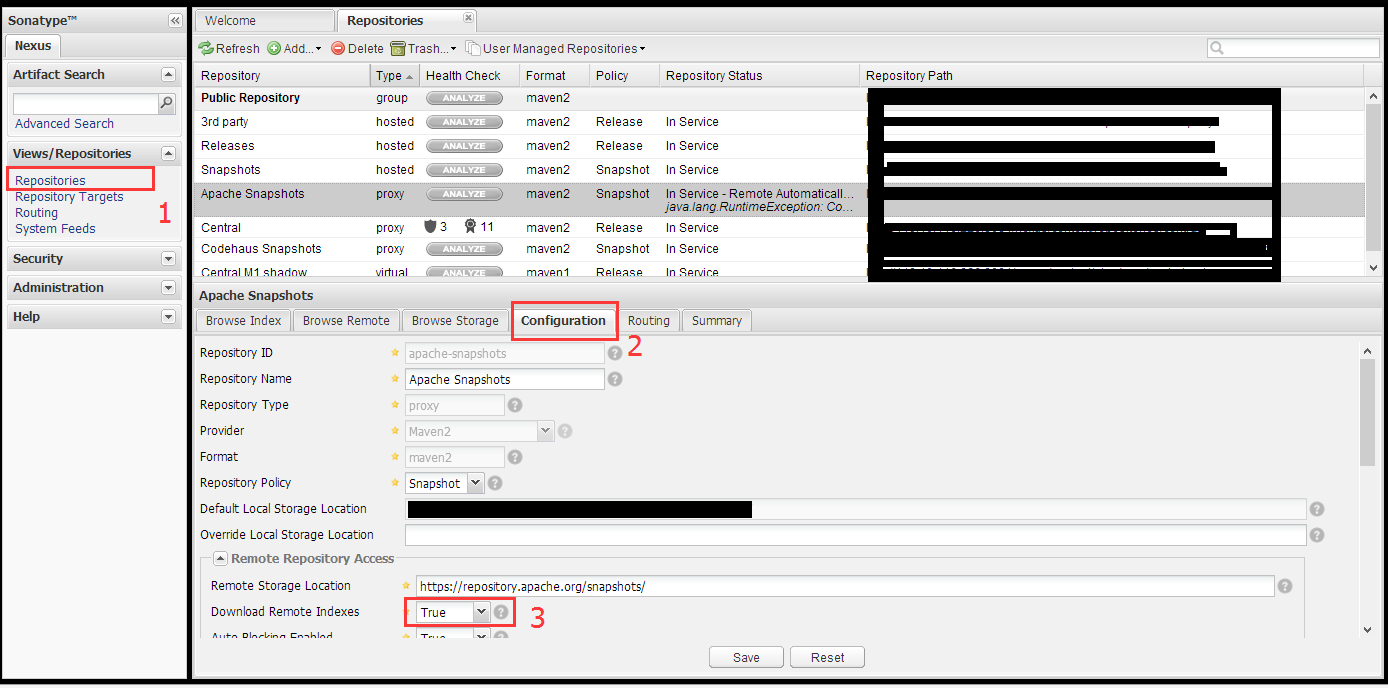 Sonatype™
Nexus
Artifact Search
Advanced Search
Views/Repositories
Repositories
Repository Targets
Routing
System Feeds
1
Security
Administration
Help
Welcome
Repositories
Refresh Add... Delete Trash... User Managed Repositories
Repository Type Health Check Format Policy Repository Status Repository Path
Public Repository group ANALYZE maven2
3rd party hosted ANALYZE maven2 Release In Service
Releases hosted ANALYZE maven2 Release In Service
Snapshots hosted ANALYZE maven2 Snapshot In Service
Apache Snapshots proxy ANALYZE maven2 Snapshot In Service - Remote Automaticall...
java.lang.RuntimeException: Co...
Central proxy 3 11 maven2 Release In Service
Codehaus Snapshots proxy ANALYZE maven2 Snapshot In Service
Central M1 shadow virtual ANALYZE maven1 Release In Service
Apache Snapshots
Browse Index Browse Remote Browse Storage Configuration Routing Summary
2
Repository ID apache-snapshots
Repository Name Apache Snapshots
Repository Type proxy
Provider Maven2
Format maven2
Repository Policy Snapshot
Default Local Storage Location
Override Local Storage Location
Remote Repository Access
Remote Storage Location https://repository.apache.org/snapshots/
Download Remote Indexes True 3
Auto Blocking Enabled True
Save Reset